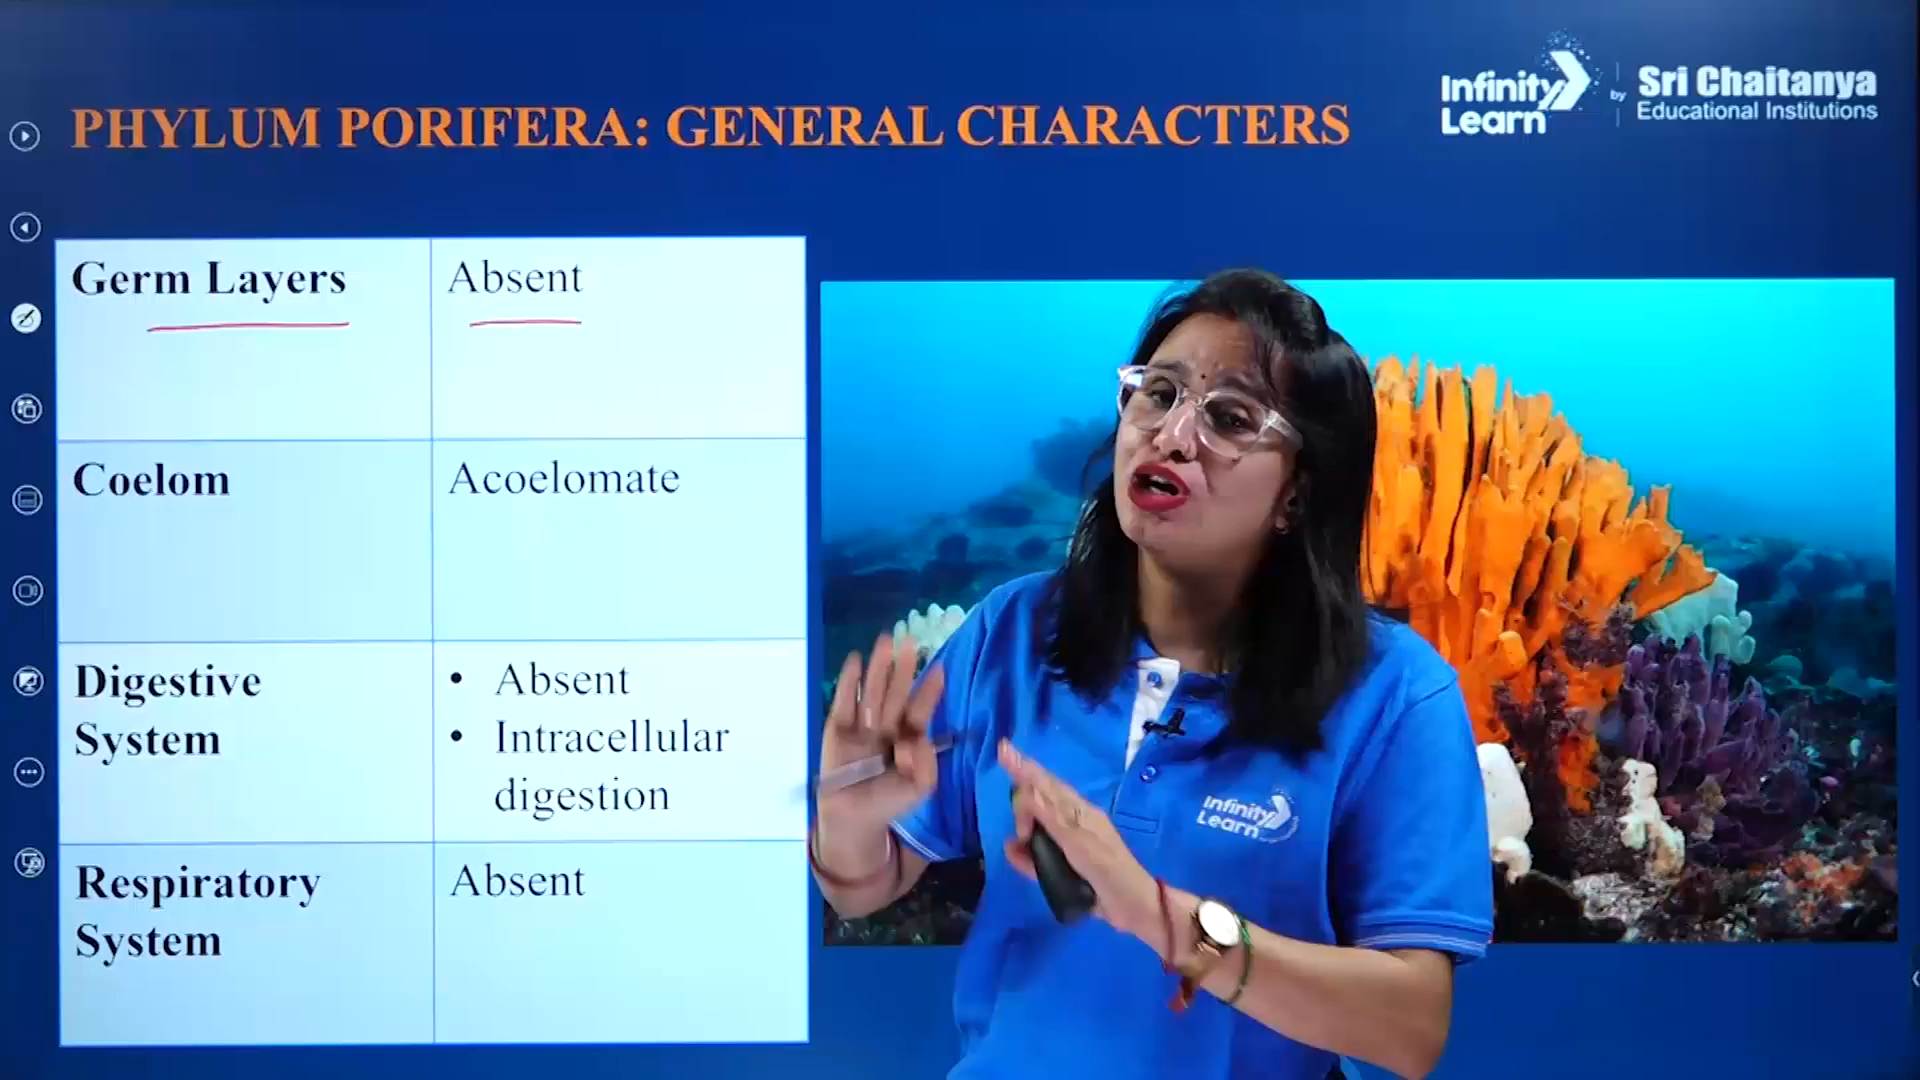 Infinity
Learn
by
Sri Chaitanya
Educational Institutions
PHYLUM PORIFERA: GENERAL CHARACTERS
Germ Layers
Absent
Coelom
Acoelomate
Digestive
System
• Absent
• Intracellular
digestion
Respiratory
System
Absent
Infinity
Learn